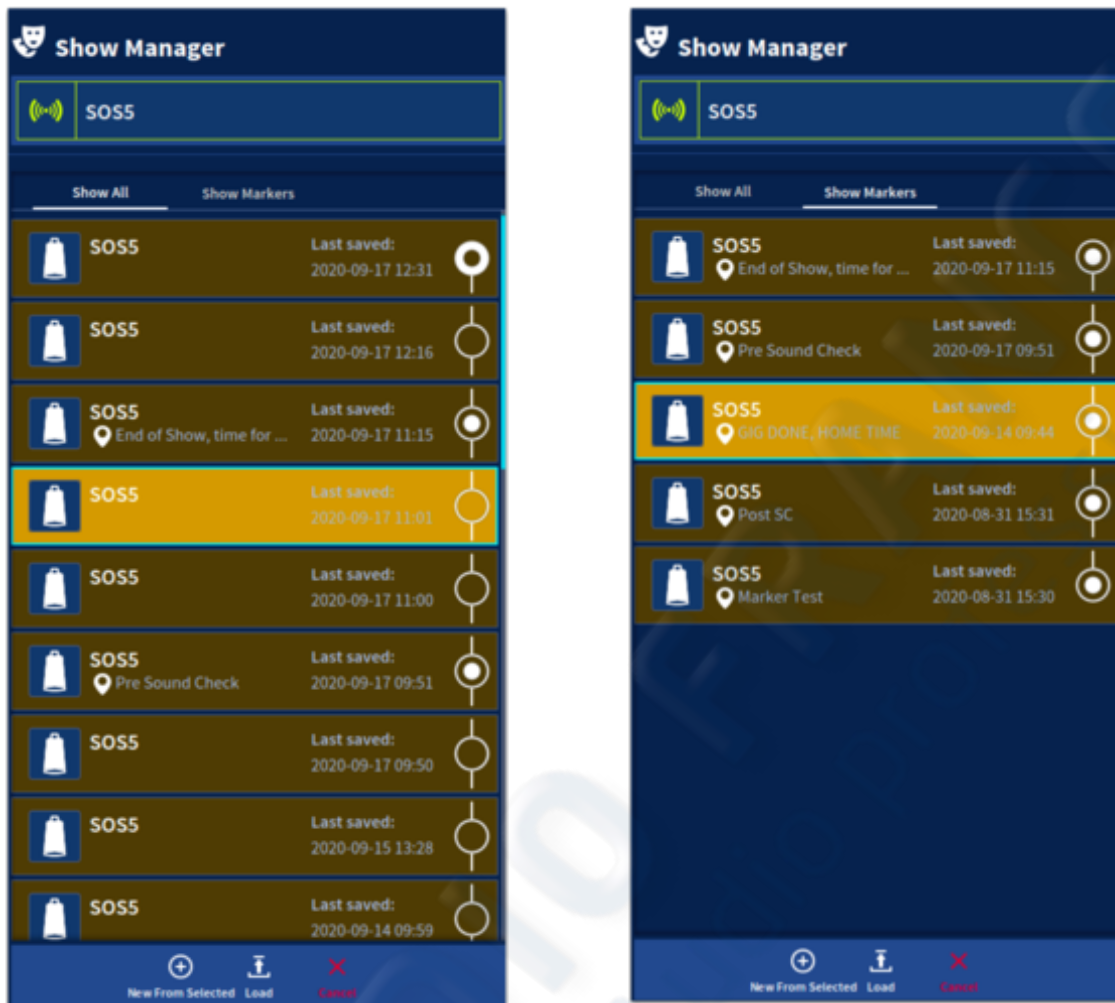 Show Manager
SOS5
Show All Show Markers
SOS5 Last saved:
2020-09-17 12:31
SOS5 Last saved:
2020-09-17 12:16
SOS5 Last saved:
End of Show, time for ... 2020-09-17 11:15
SOS5 Last saved:
2020-09-17 11:01
SOS5 Last saved:
2020-09-17 11:00
SOS5 Last saved:
Pre Sound Check 2020-09-17 09:51
SOS5 Last saved:
2020-09-17 09:50
SOS5 Last saved:
2020-09-15 13:28
SOS5 Last saved:
2020-09-14 09:59
New From Selected Load Cancel
Show Manager
SOS5
Show All Show Markers
SOS5 Last saved:
End of Show, time for ... 2020-09-17 11:15
SOS5 Last saved:
Pre Sound Check 2020-09-17 09:51
SOS5 Last saved:
GIG DONE, HOME TIME 2020-09-14 09:44
SOS5 Last saved:
Post SC 2020-08-31 15:31
SOS5 Last saved:
Marker Test 2020-08-31 15:30
New From Selected Load Cancel